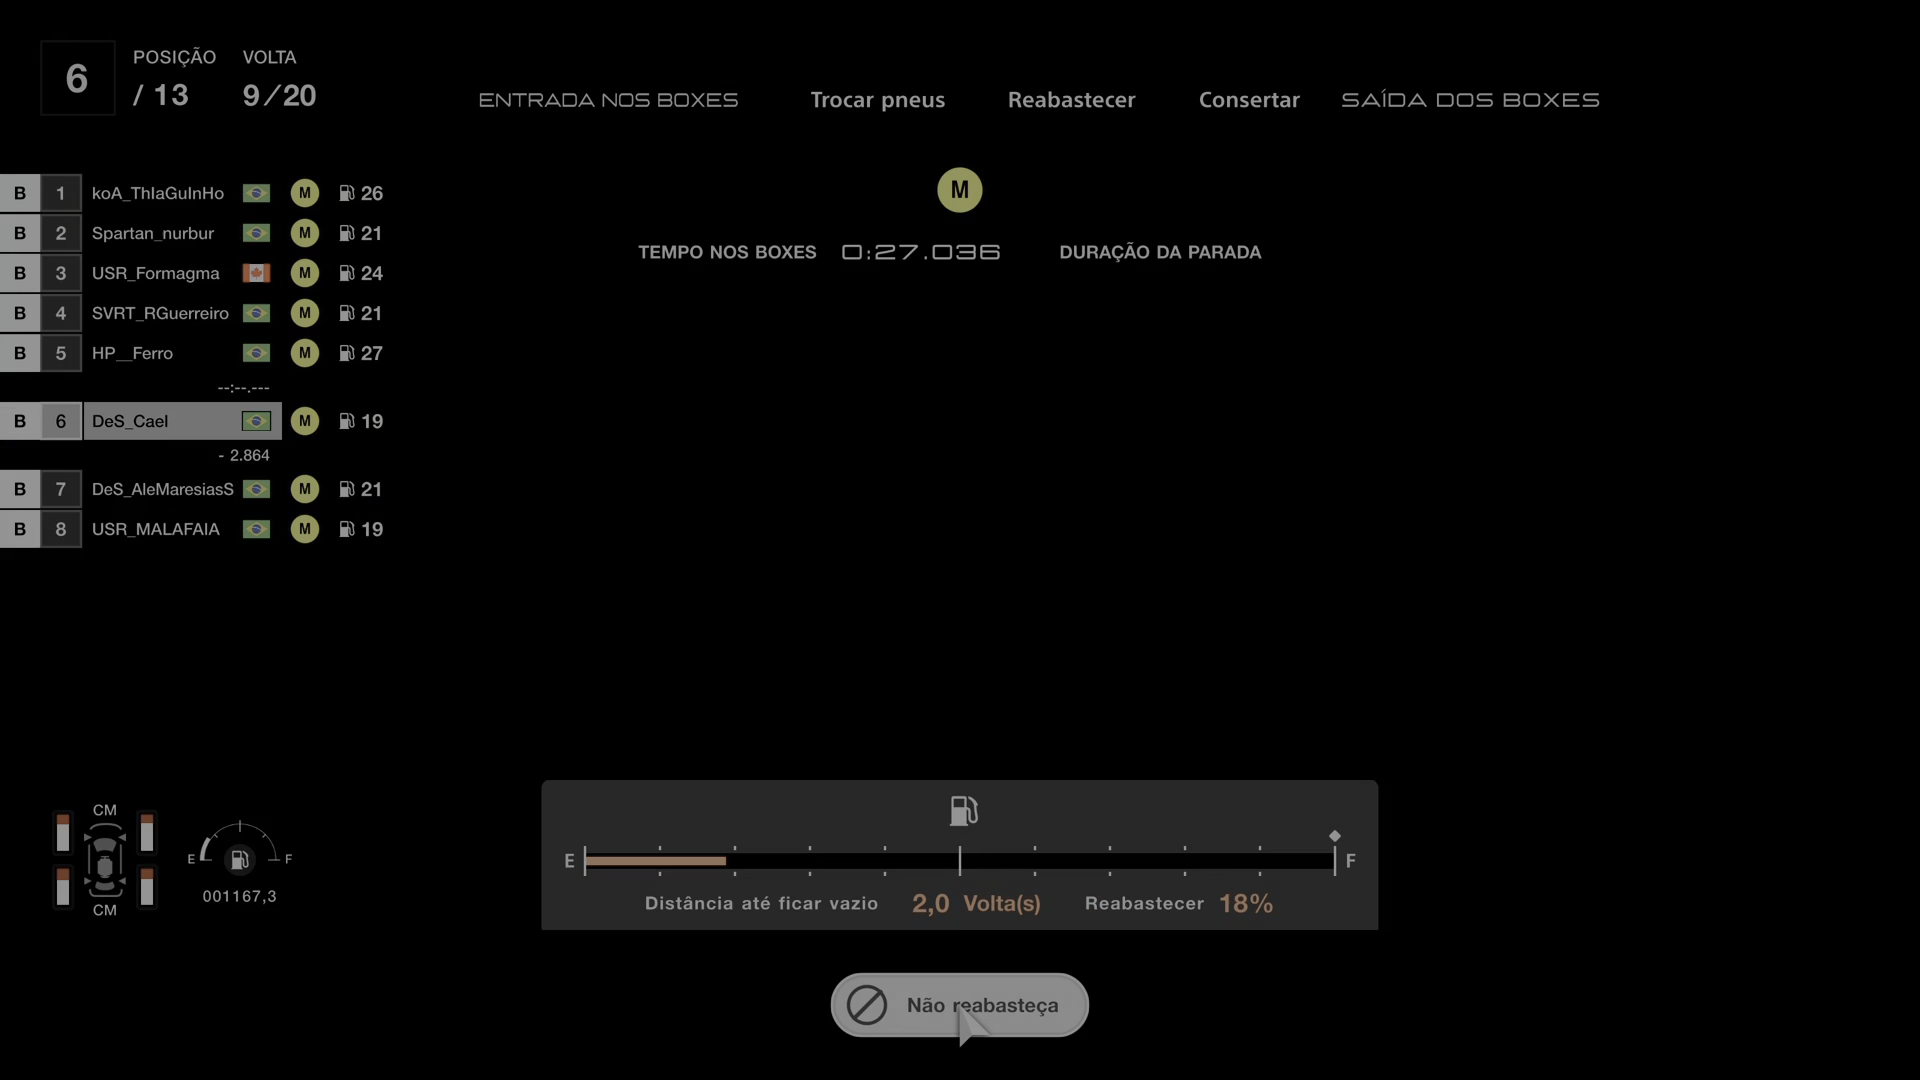 6
POSIÇÃO VOLTA
/ 13 9/20
ENTRADA NOS BOXES Trocar pneus Reabastecer Consertar SAÍDA DOS BOXES
M
TEMPO NOS BOXES 0:27.036 DURAÇÃO DA PARADA
B 1 koA_ThIaGuInHo M 26
B 2 Spartan_nurbur M 21
B 3 USR_Formagma M 24
B 4 SVRT_RGuerreiro M 21
B 5 HP__Ferro M 27
--:--.---
B 6 DeS_Cael M 19
- 2.864
B 7 DeS_AleMaresiasS M 21
B 8 USR_MALAFAIA M 19
CM
E F
001167,3
CM
E F
Distância até ficar vazio 2,0 Volta(s) Reabastecer 18%
Não reabasteça